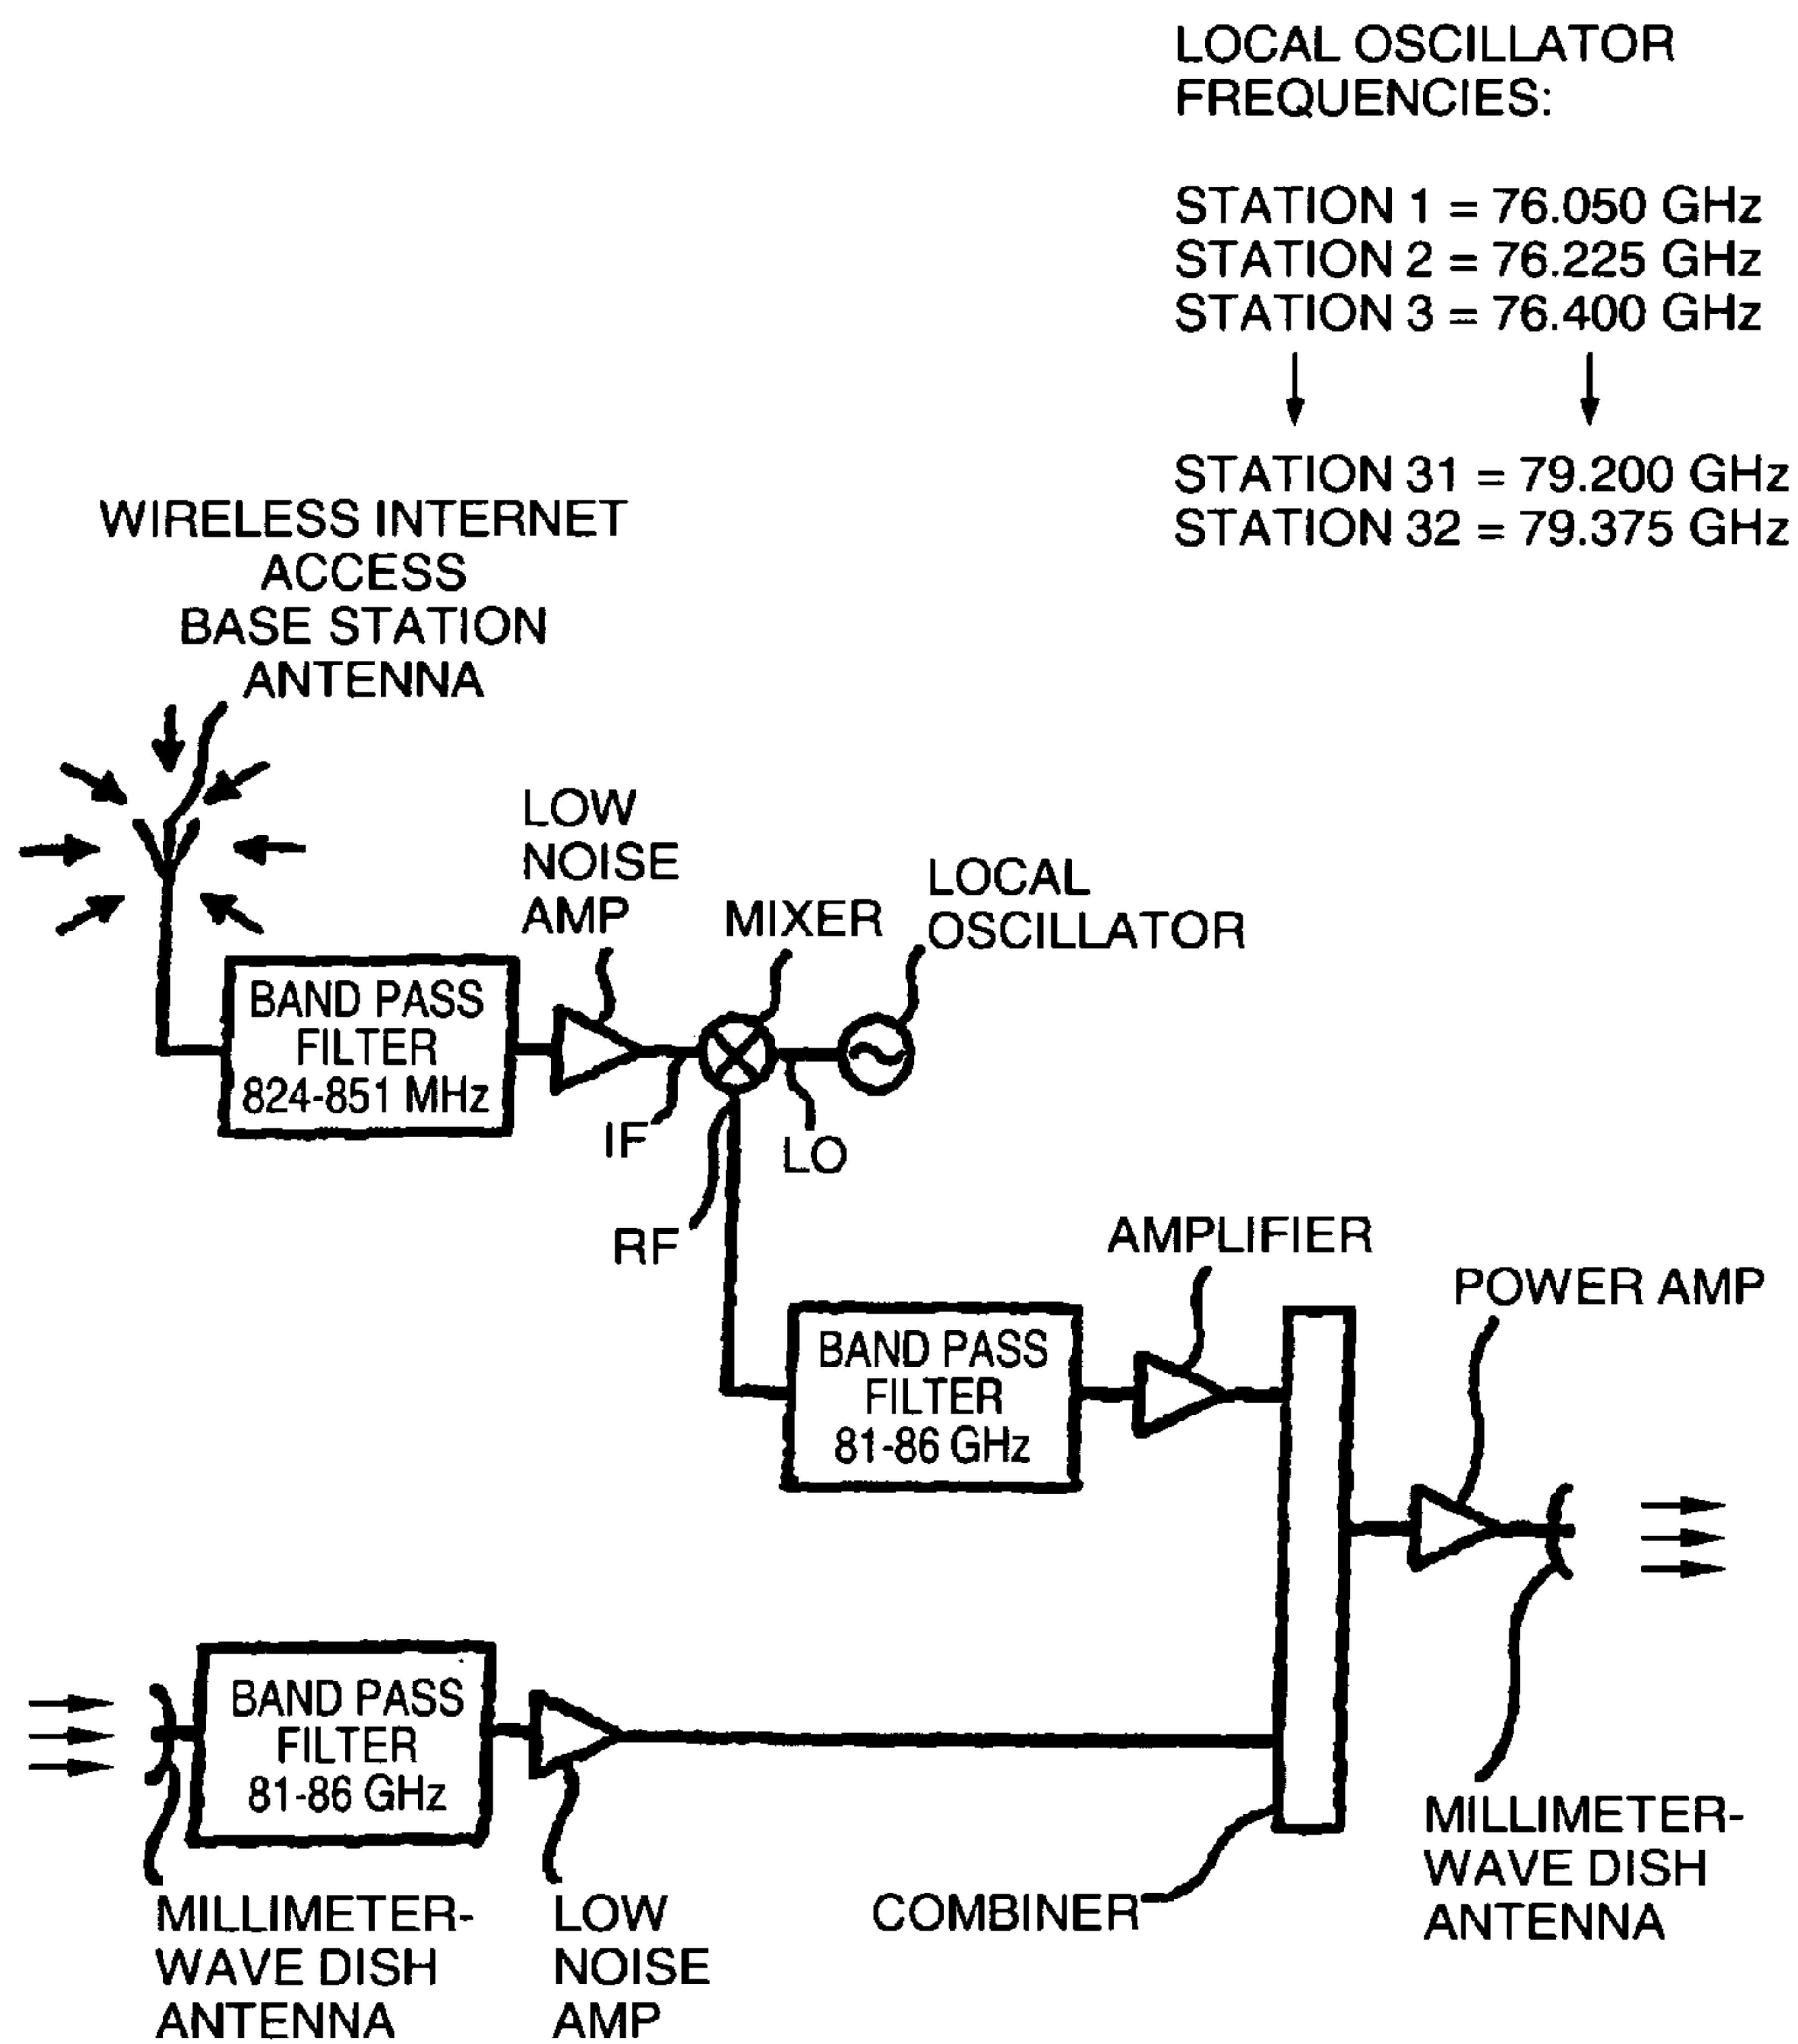 LOCAL OSCILLATOR
FREQUENCIES:
STATION 1 = 76.050 GHz
STATION 2 = 76.225 GHz
STATION 3 = 76.400 GHz
STATION 31 = 79.200 GHz
STATION 32 = 79.375 GHz
WIRELESS INTERNET
ACCESS
BASE STATION
ANTENNA
LOW
NOISE
AMP
MIXER
LOCAL
OSCILLATOR
BAND PASS
FILTER
824-851 MHz
IF
LO
RF
AMPLIFIER
POWER AMP
BAND PASS
FILTER
81-86 GHz
BAND PASS
FILTER
81-86 GHz
MILLIMETER-
WAVE DISH
ANTENNA
LOW
NOISE
AMP
COMBINER
MILLIMETER-
WAVE DISH
ANTENNA